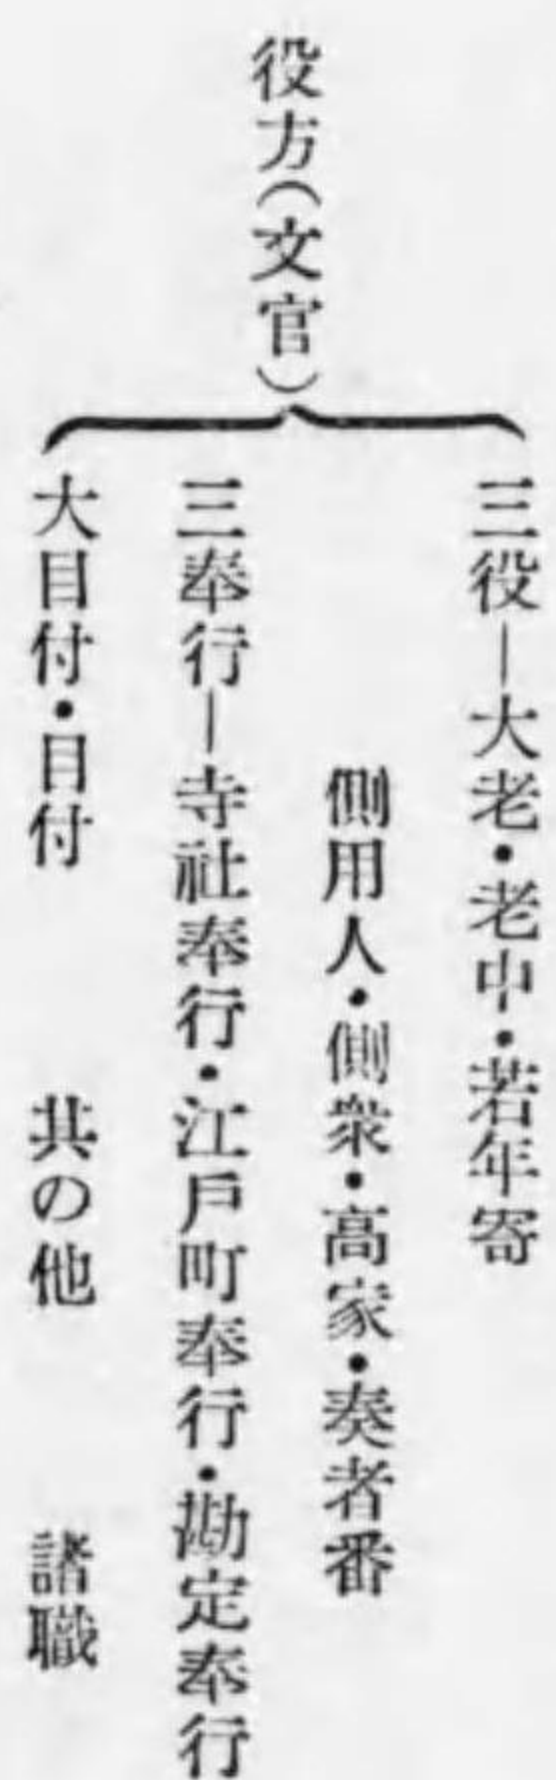 役方(文官)
三役―大老・老中・若年寄
側用人・側衆・高家・奏者番
三奉行―寺社奉行・江戸町奉行・勘定奉行
大目付・目付 其の他 諸職